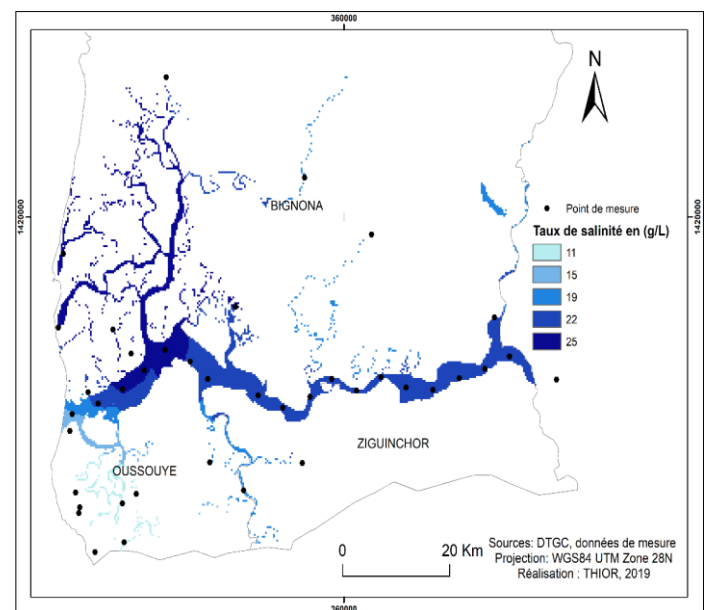 360000
N
1420000
1420000
BIGNONA
Point de mesure
Taux de salinité en (g/L)
11
15
19
22
25
ZIGUINCHOR
OUSSOUYE
0 20 Km
Sources: DTGC, données de mesure
Projection: WGS84 UTM Zone 28N
Réalisation : THIOR, 2019
360000